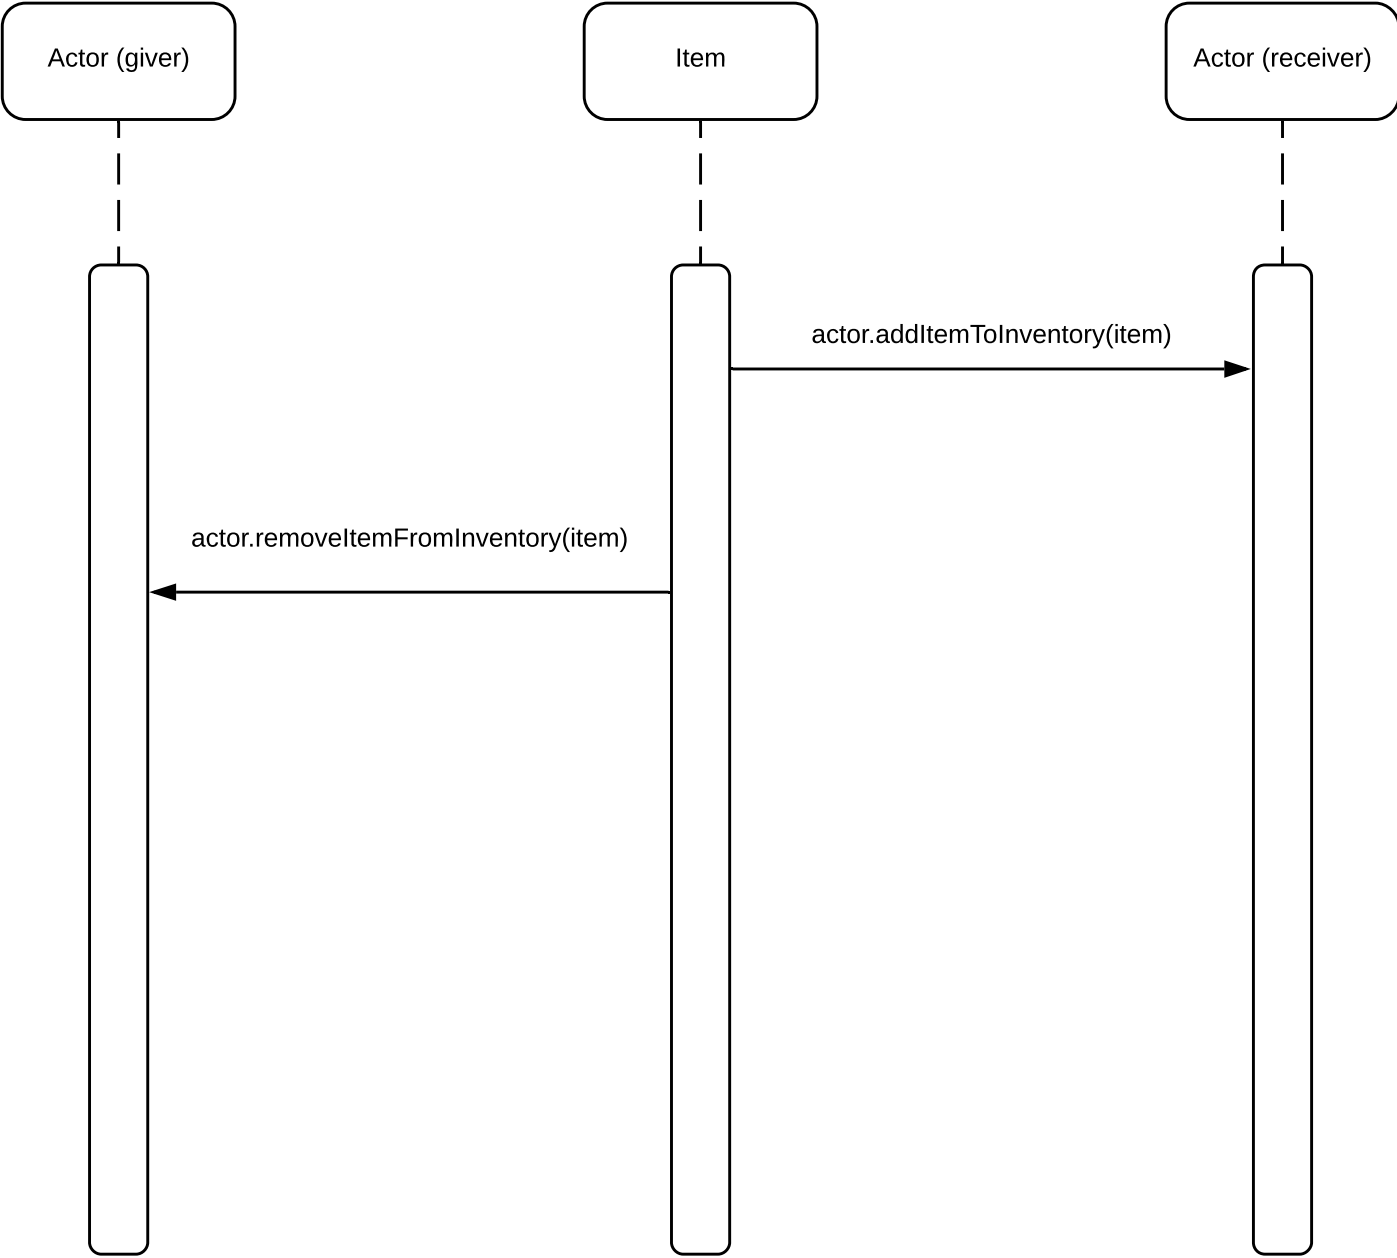 Actor (giver)
Item
Actor (receiver)
actor.addItemToInventory(item)
actor.removeItemFromInventory(item)